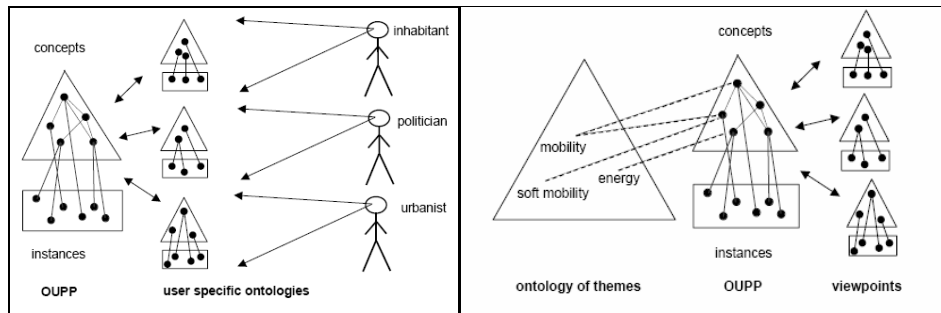 concepts
inhabitant
politician
urbanist
instances
OUPP
user specific ontologies
concepts
mobility
soft mobility
energy
instances
ontology of themes
OUPP
viewpoints